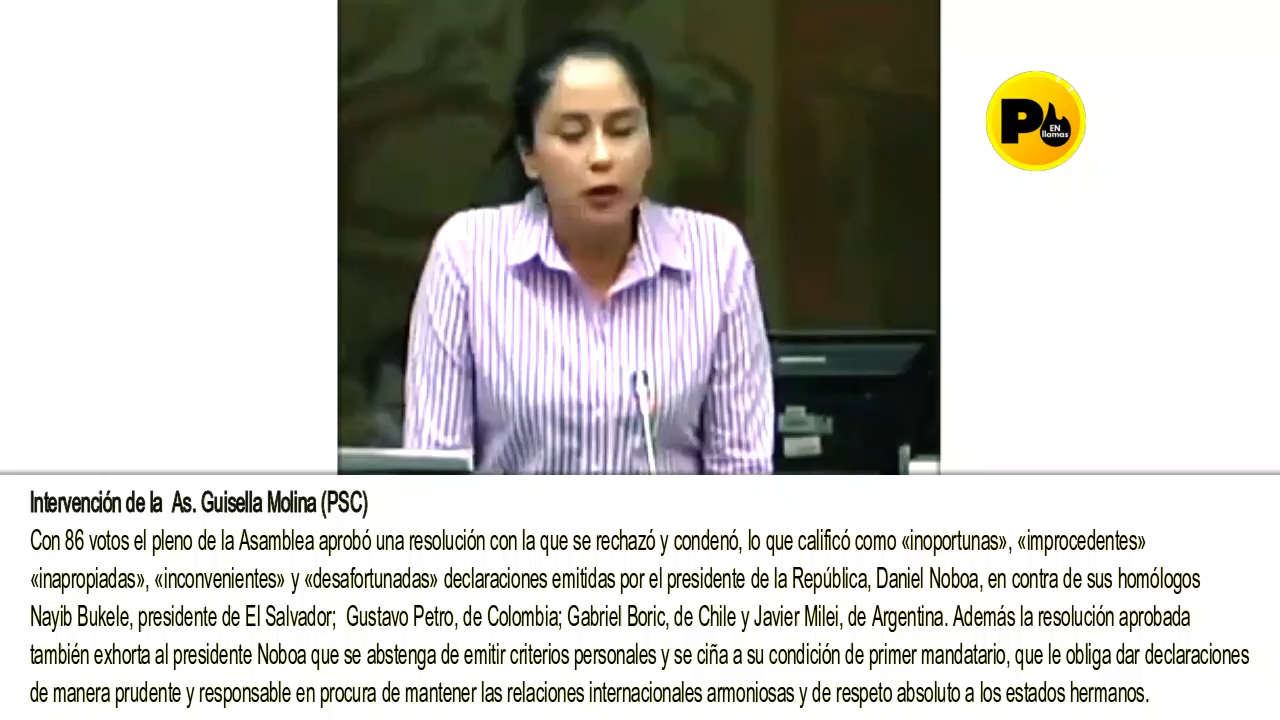 P
EN
llamas
Intervención de la As. Guisella Molina (PSC)
Con 86 votos el pleno de la Asamblea aprobó una resolución con la que se rechazó y condenó, lo que calificó como «inoportunas», «improcedentes»
«inapropiadas», «inconvenientes» y «desafortunadas» declaraciones emitidas por el presidente de la República, Daniel Noboa, en contra de sus homólogos
Nayib Bukele, presidente de El Salvador; Gustavo Petro, de Colombia; Gabriel Boric, de Chile y Javier Milei, de Argentina. Además la resolución aprobada
también exhorta al presidente Noboa que se abstenga de emitir criterios personales y se ciña a su condición de primer mandatario, que le obliga dar declaraciones
de manera prudente y responsable en procura de mantener las relaciones internacionales armoniosas y de respeto absoluto a los estados hermanos.